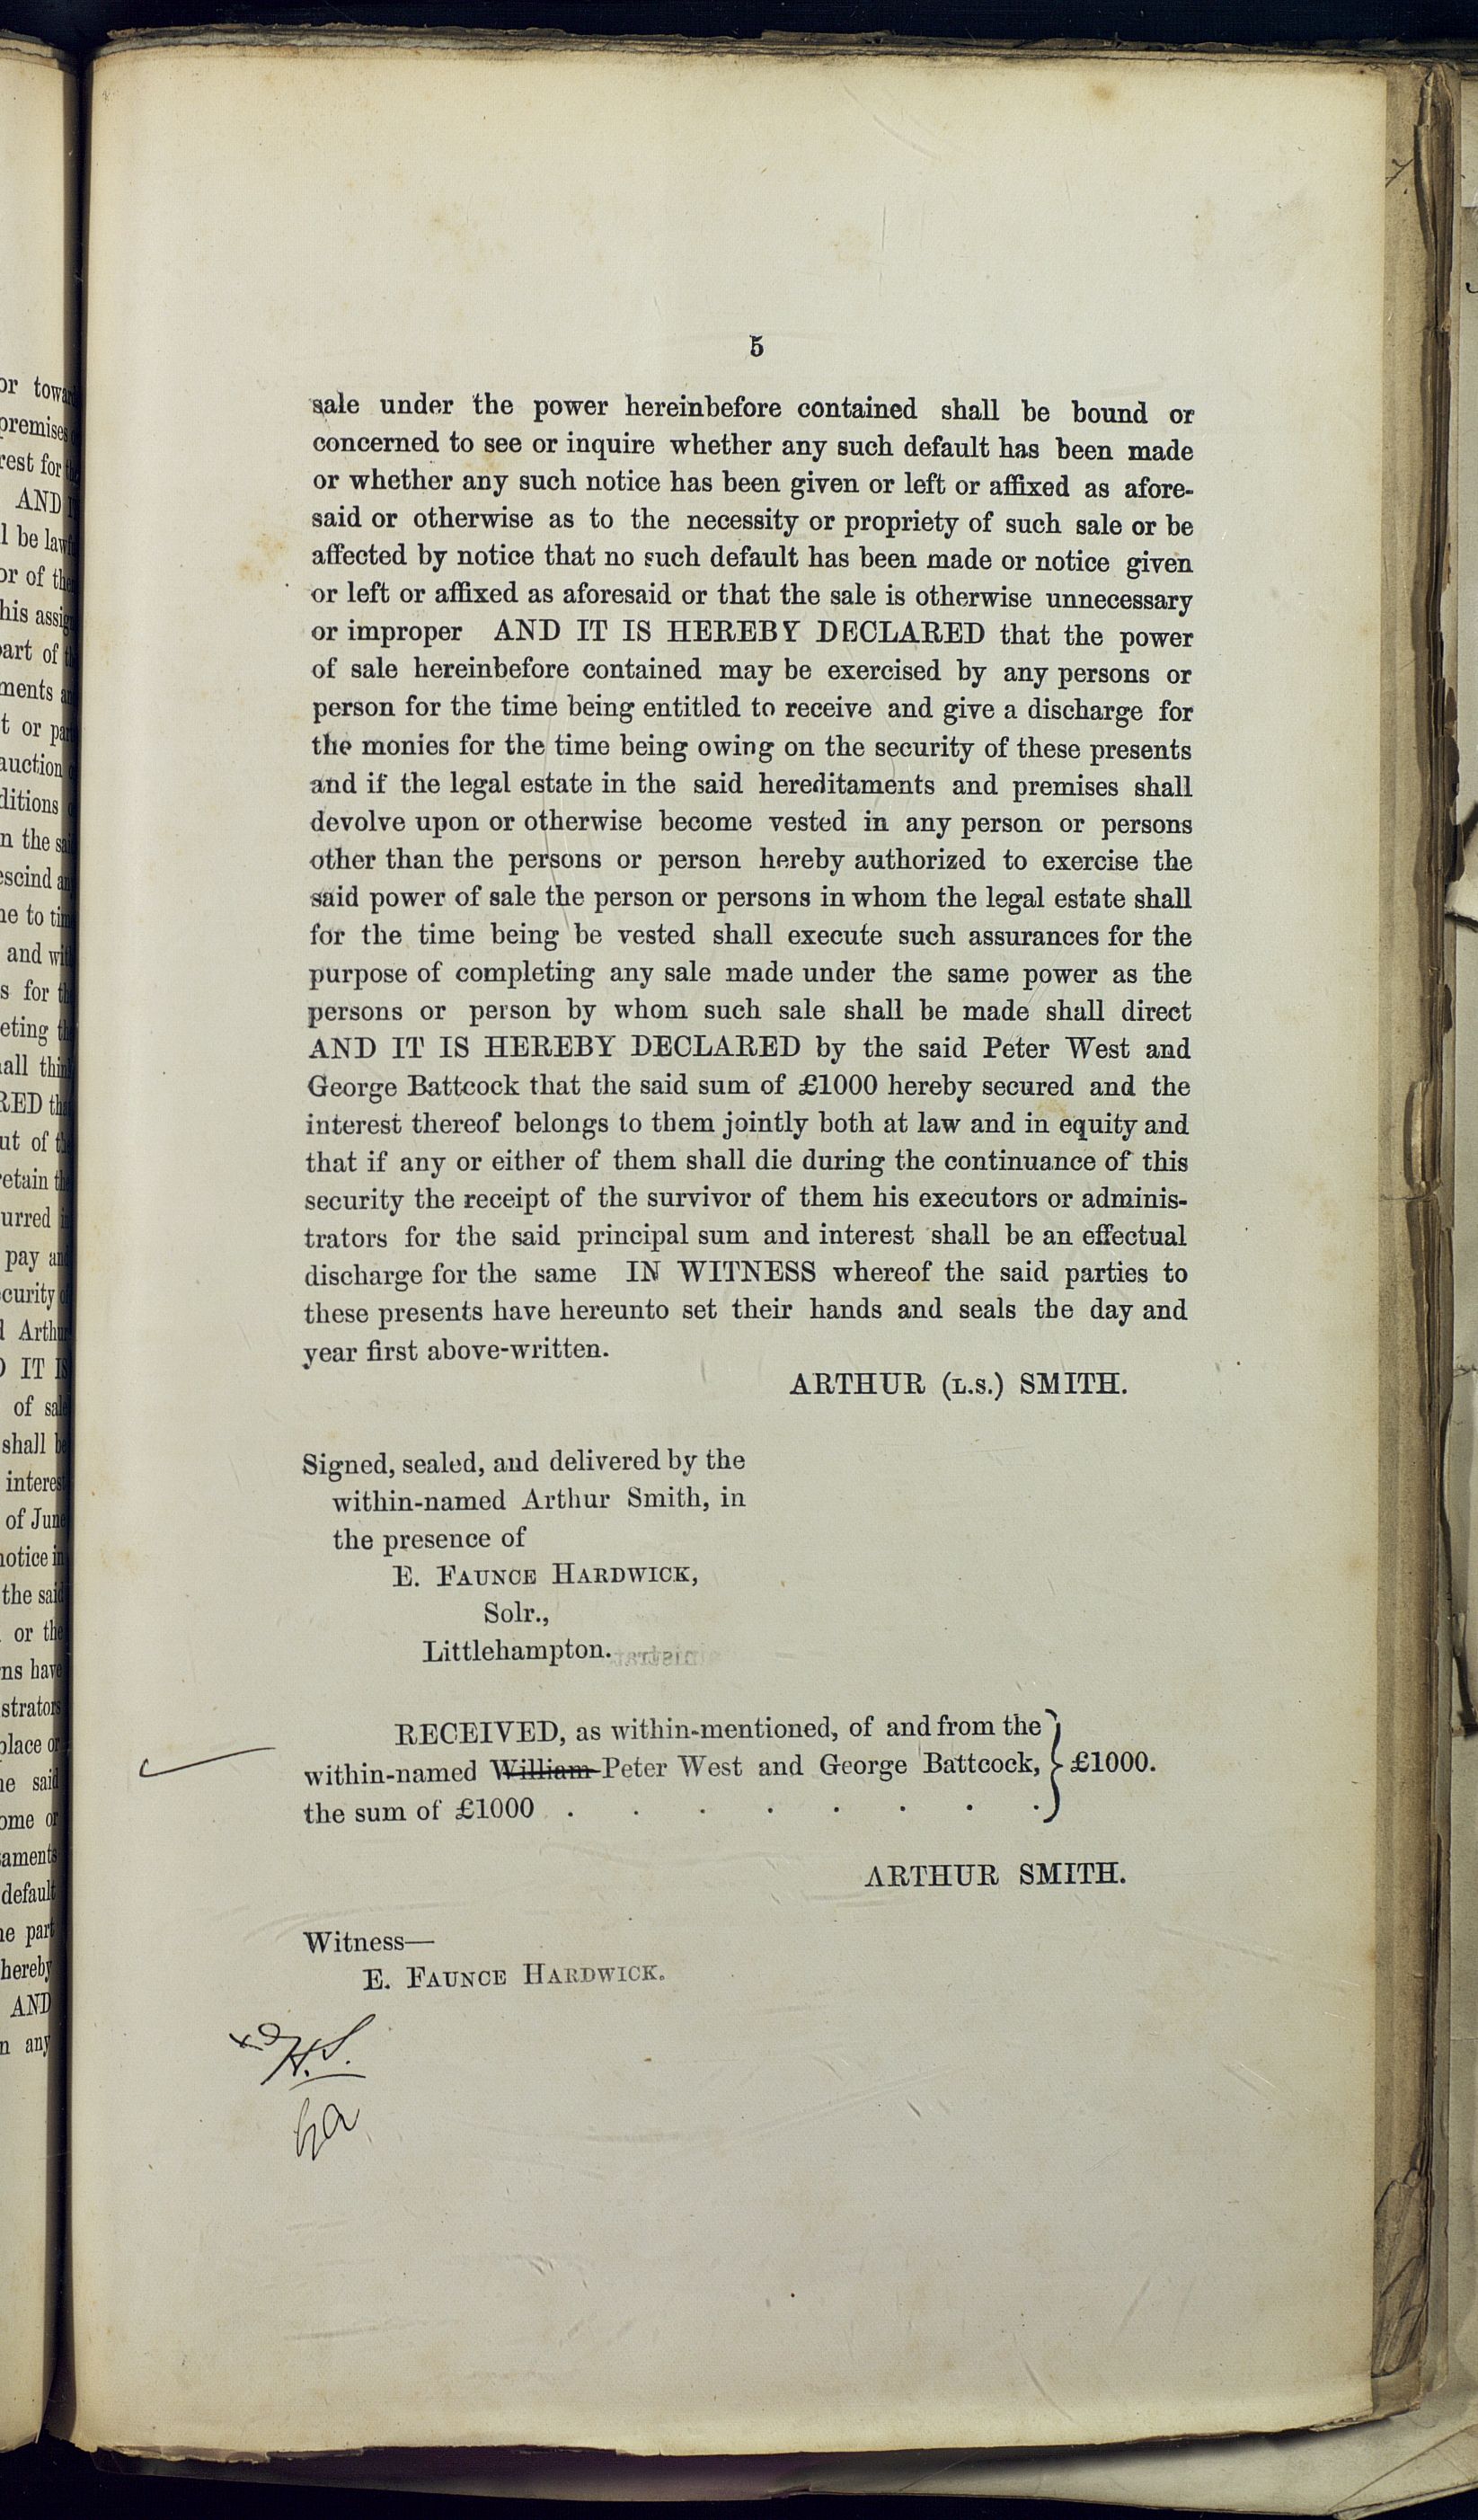 5
sale under the power hereinbefore contained shall be bound or
concerned to see or inquire whether any such default has been made
or whether any such notice has been given or left or affixed as afore-
said or otherwise as to the necessity or propriety of such sale or be
affected by notice that no such default has been made or notice given
or left or affixed as aforesaid or that the sale is otherwise unnecessary
or improper AND IT IS HEREBY DECLARED that the power
of sale hereinbefore contained may be exercised by any persons or
person for the time being entitled to receive and give a discharge for
the monies for the time being owing on the security of these presents
and if the legal estate in the said hereditaments and premises shall
devolve upon or otherwise become vested in any person or persons
other than the persons or person hereby authorized to exercise the
said power of sale the person or persons in whom the legal estate shall
for the time being be vested shall execute such assurances for the
purpose of completing any sale made under the same power as the
persons or person by whom such sale shall be made shall direct
AND IT IS HEREBY DECLARED by the said Peter West and
George Battcock that the said sum of £1000 hereby secured and the
interest thereof belongs to them jointly both at law and in equity and
that if any or either of them shall die during the continuance of this
security the receipt of the survivor of them his executors or adminis-
trators for the said principal sum and interest shall be an effectual
discharge for the same IN WITNESS whereof the said parties to
these presents have hereunto set their hands and seals the day and
year first above-written.
ARTHUR (L.S.) SMITH.
Signed, sealed, and delivered by the
within-named Arthur Smith, in
the presence of
E. FAUNCE HARDWICK,
Solr.,
Littlehampton.
RECEIVED, as within-mentioned, of and from the
within-named William Peter West and George Battcock, £1000.
the sum of £1000 . . . . . . . .
ARTHUR SMITH.
Witness—
E. FAUNCE HARDWICK.
H.S.